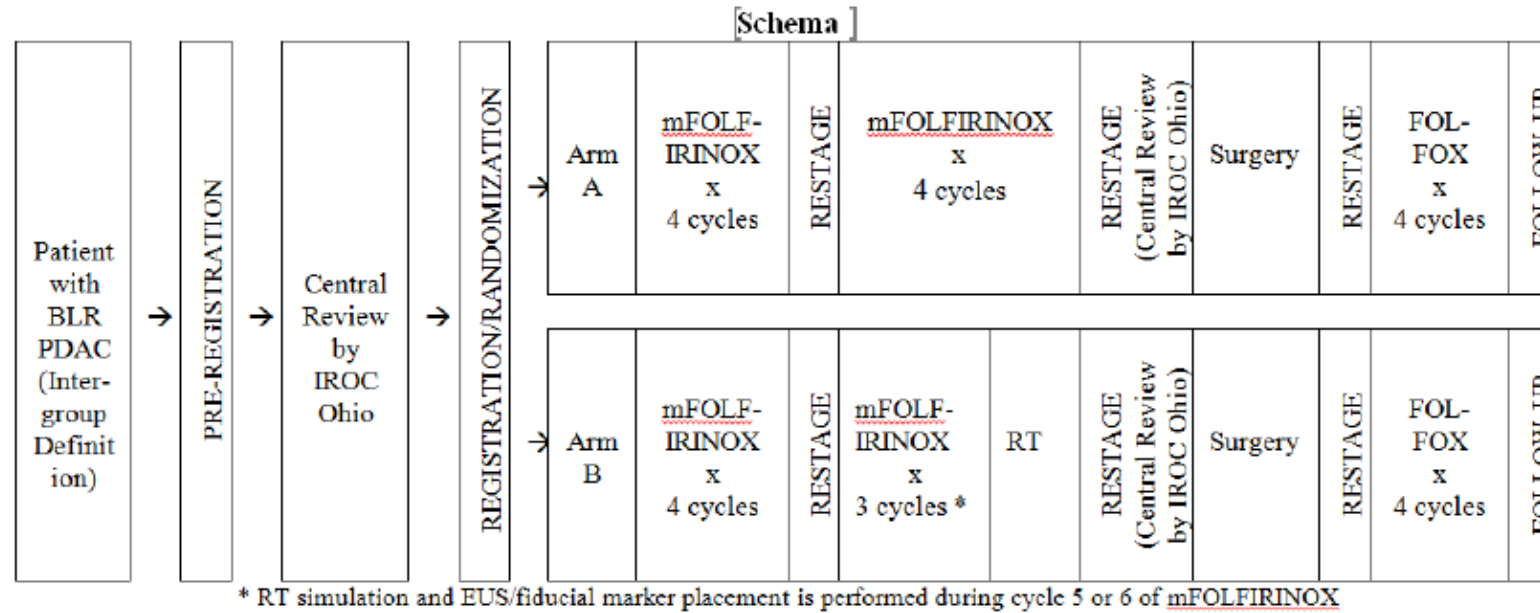 [Schema ]
Patient
with
BLR
PDAC
(Inter-
group
Definit
ion)
→
PRE-REGISTRATION
→
Central
Review
by
IROC
Ohio
→
REGISTRATION/RANDOMIZATION
→
Arm
A
mFOLF-
IRINOX
x
4 cycles
RESTAGE
mFOLFIRINOX
x
4 cycles
RESTAGE
(Central Review
by IROC Ohio)
Surgery
RESTAGE
FOL-
FOX
x
4 cycles
FOLLOW UP
→
Arm
B
mFOLF-
IRINOX
x
4 cycles
RESTAGE
mFOLF-
IRINOX
x
3 cycles *
RT
RESTAGE
(Central Review
by IROC Ohio)
Surgery
RESTAGE
FOL-
FOX
x
4 cycles
FOLLOW UP
* RT simulation and EUS/fiducial marker placement is performed during cycle 5 or 6 of mFOLFIRINOX